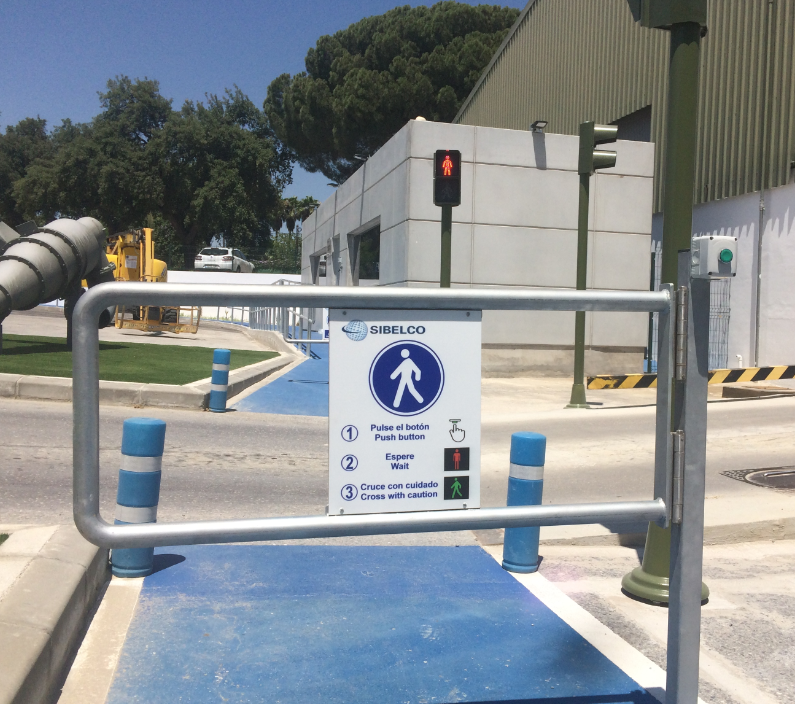 SIBELCO
1 Pulse el botón
Push button
2 Espere
Wait
3 Cruce con cuidado
Cross with caution